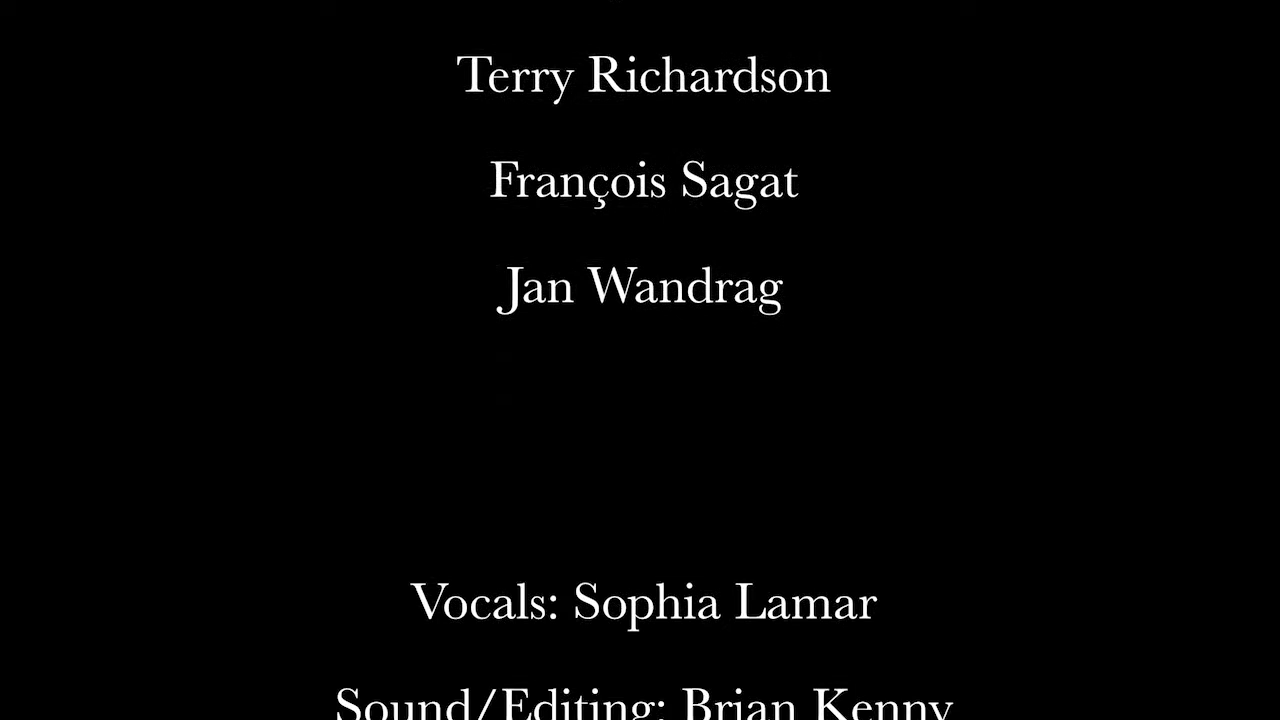 Terry Richardson
François Sagat
Jan Wandrag
Vocals: Sophia Lamar
Sound/Editing: Brian Kenny